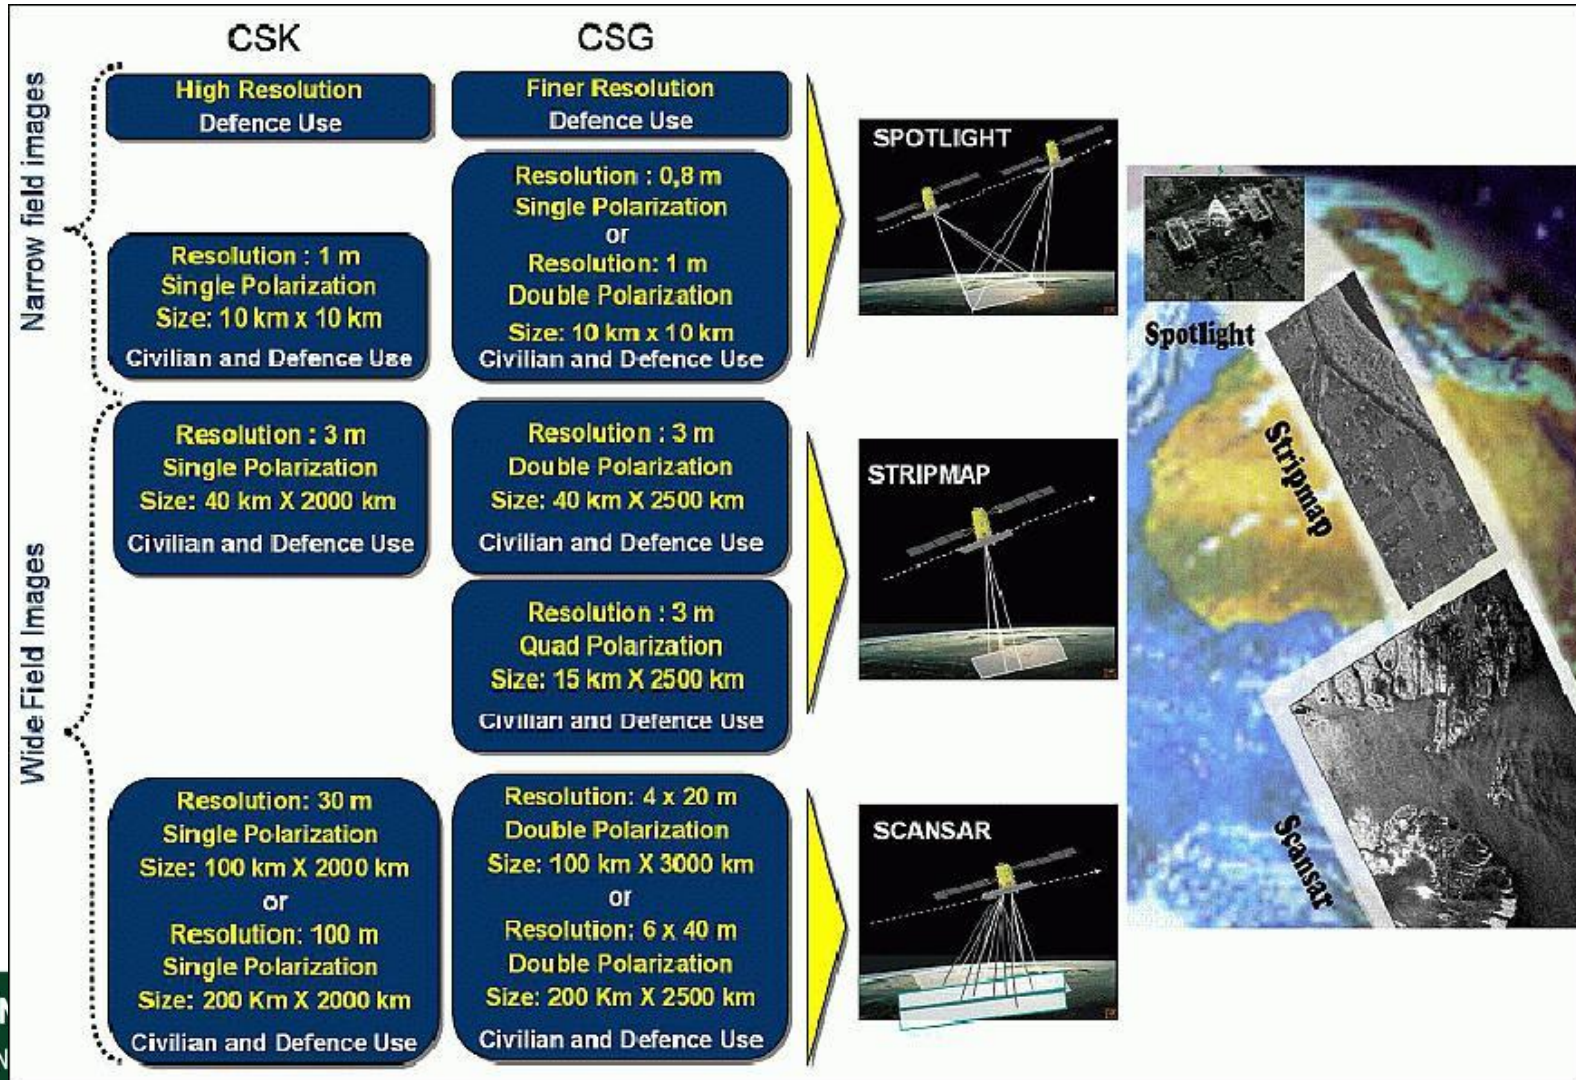 CSK
CSG
Narrow field images
High Resolution
Defence Use
Finer Resolution
Defence Use
Resolution : 1 m
Single Polarization
Size: 10 km x 10 km
Civilian and Defence Use
Resolution : 0,8 m
Single Polarization
or
Resolution: 1 m
Double Polarization
Size: 10 km x 10 km
Civilian and Defence Use
SPOTLIGHT
Wide Field Images
Resolution : 3 m
Single Polarization
Size: 40 km X 2000 km
Civilian and Defence Use
Resolution : 3 m
Double Polarization
Size: 40 km X 2500 km
Civilian and Defence Use
Resolution : 3 m
Quad Polarization
Size: 15 km X 2500 km
Civilian and Defence Use
STRIPMAP
Resolution: 30 m
Single Polarization
Size: 100 km X 2000 km
or
Resolution: 100 m
Single Polarization
Size: 200 Km X 2000 km
Civilian and Defence Use
Resolution: 4 x 20 m
Double Polarization
Size: 100 km X 3000 km
or
Resolution: 6 x 40 m
Double Polarization
Size: 200 Km X 2500 km
Civilian and Defence Use
SCANSAR
Spotlight
Stripmap
Scansar